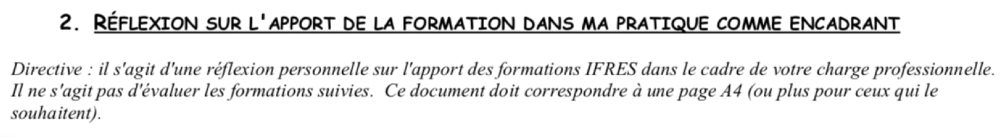 2. RÉFLEXION SUR L'APPORT DE LA FORMATION DANS MA PRATIQUE COMME ENCADRANT
Directive : il s'agit d'une réflexion personnelle sur l'apport des formations IFRES dans le cadre de votre charge professionnelle.
Il ne s'agit pas d'évaluer les formations suivies. Ce document doit correspondre à une page A4 (ou plus pour ceux qui le
souhaitent).